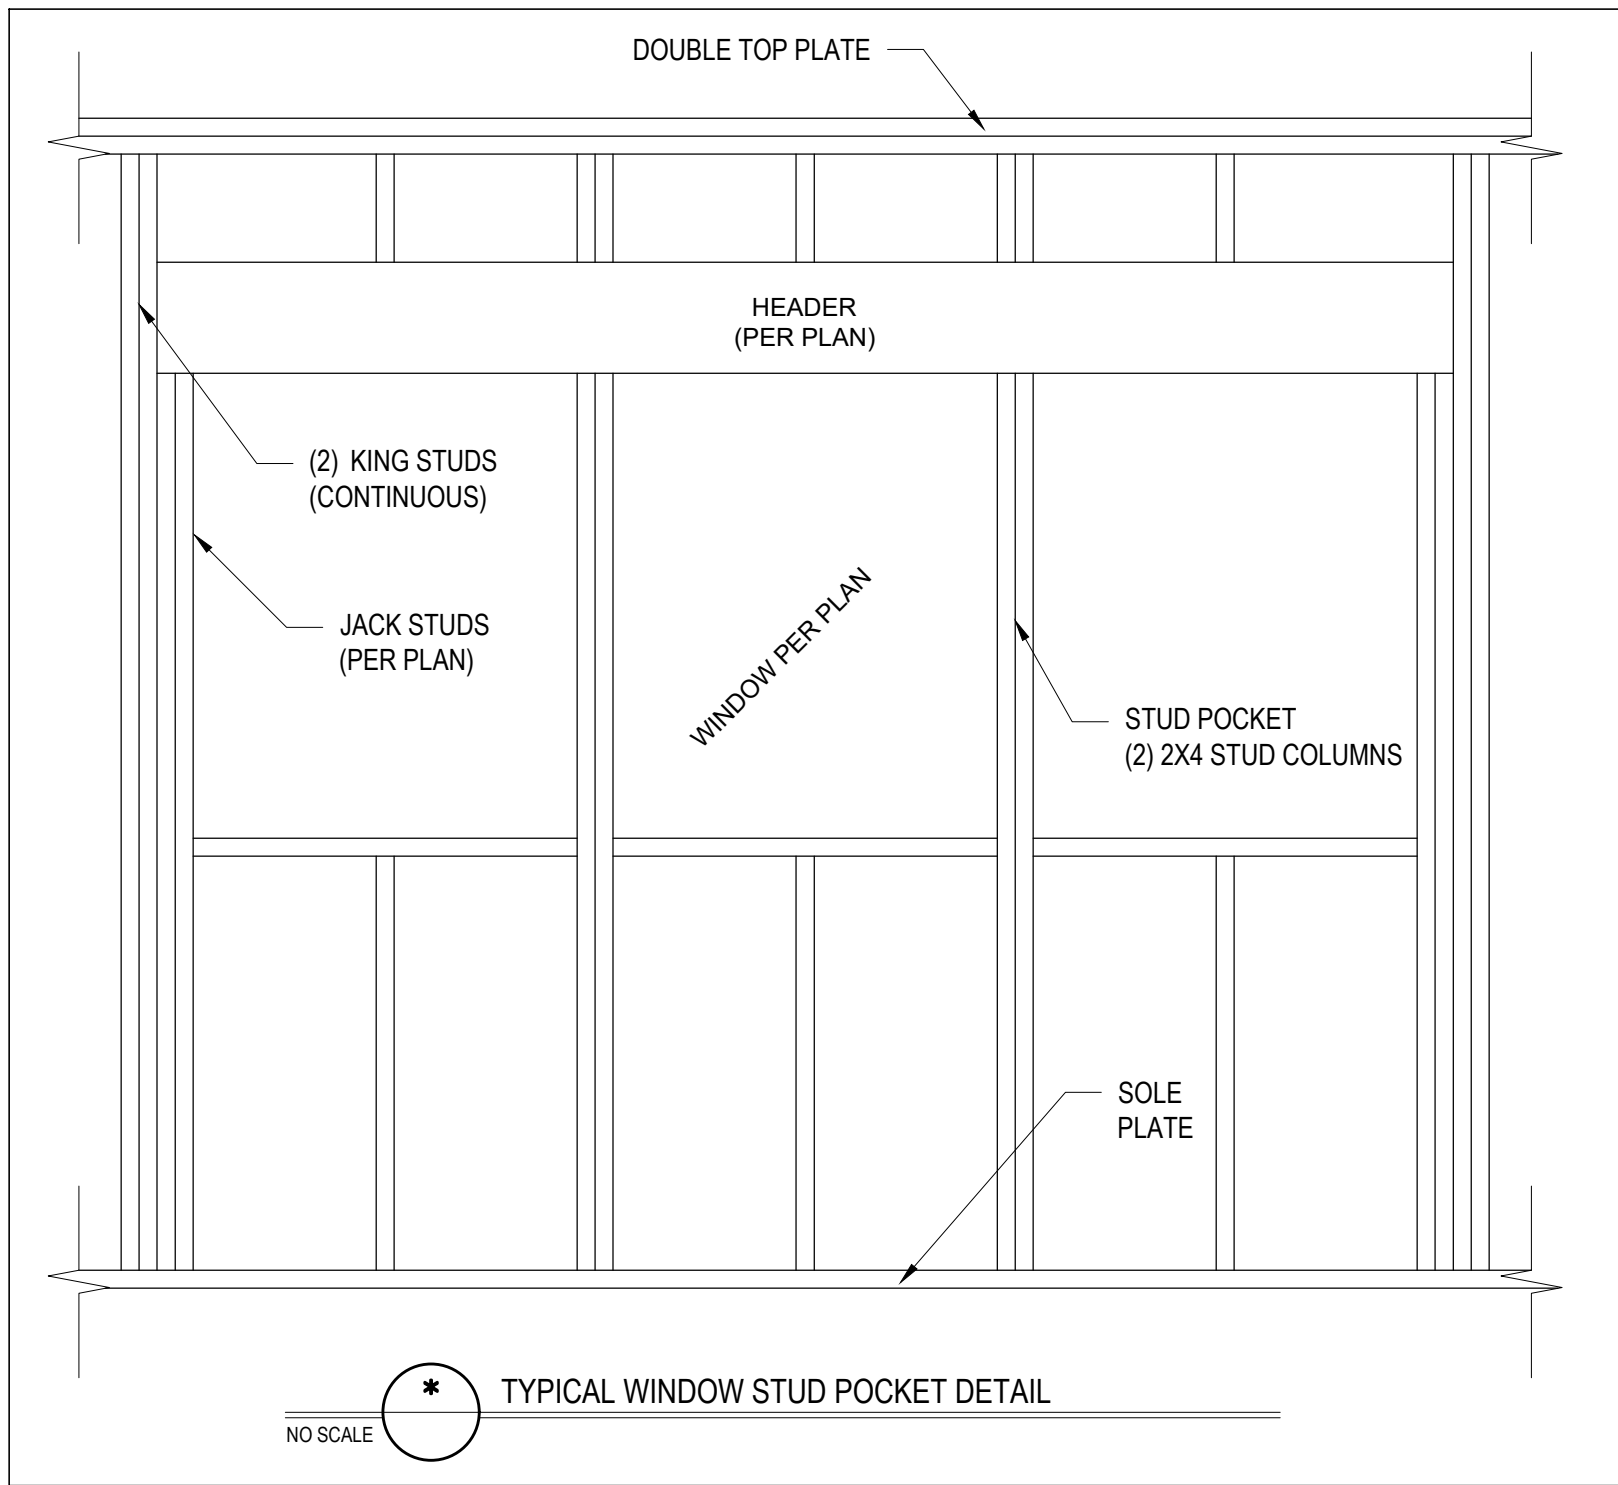 DOUBLE TOP PLATE
HEADER
(PER PLAN)
(2) KING STUDS
(CONTINUOUS)
JACK STUDS
(PER PLAN)
WINDOW PER PLAN
STUD POCKET
(2) 2X4 STUD COLUMNS
SOLE
PLATE
*
TYPICAL WINDOW STUD POCKET DETAIL
NO SCALE